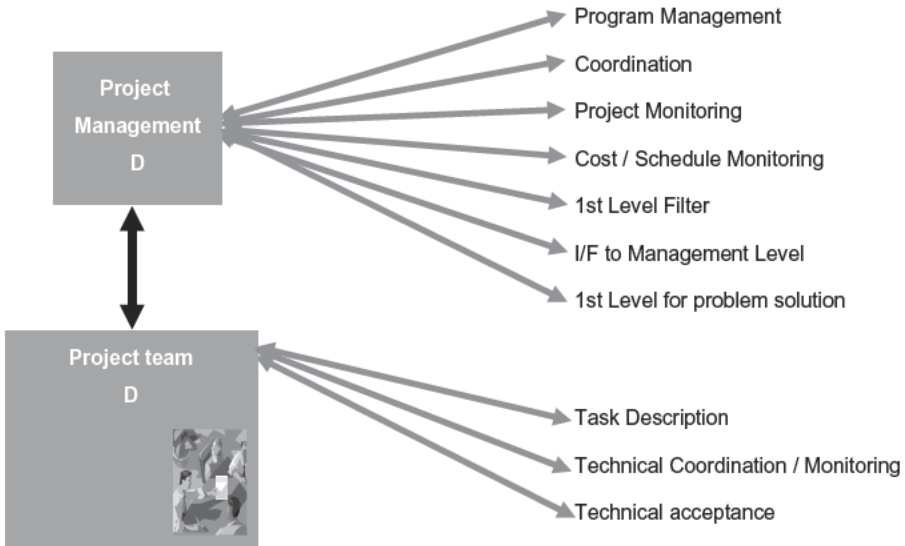 Project
Management
D
Program Management
Coordination
Project Monitoring
Cost / Schedule Monitoring
1st Level Filter
I/F to Management Level
1st Level for problem solution
Project team
D
Task Description
Technical Coordination / Monitoring
Technical acceptance